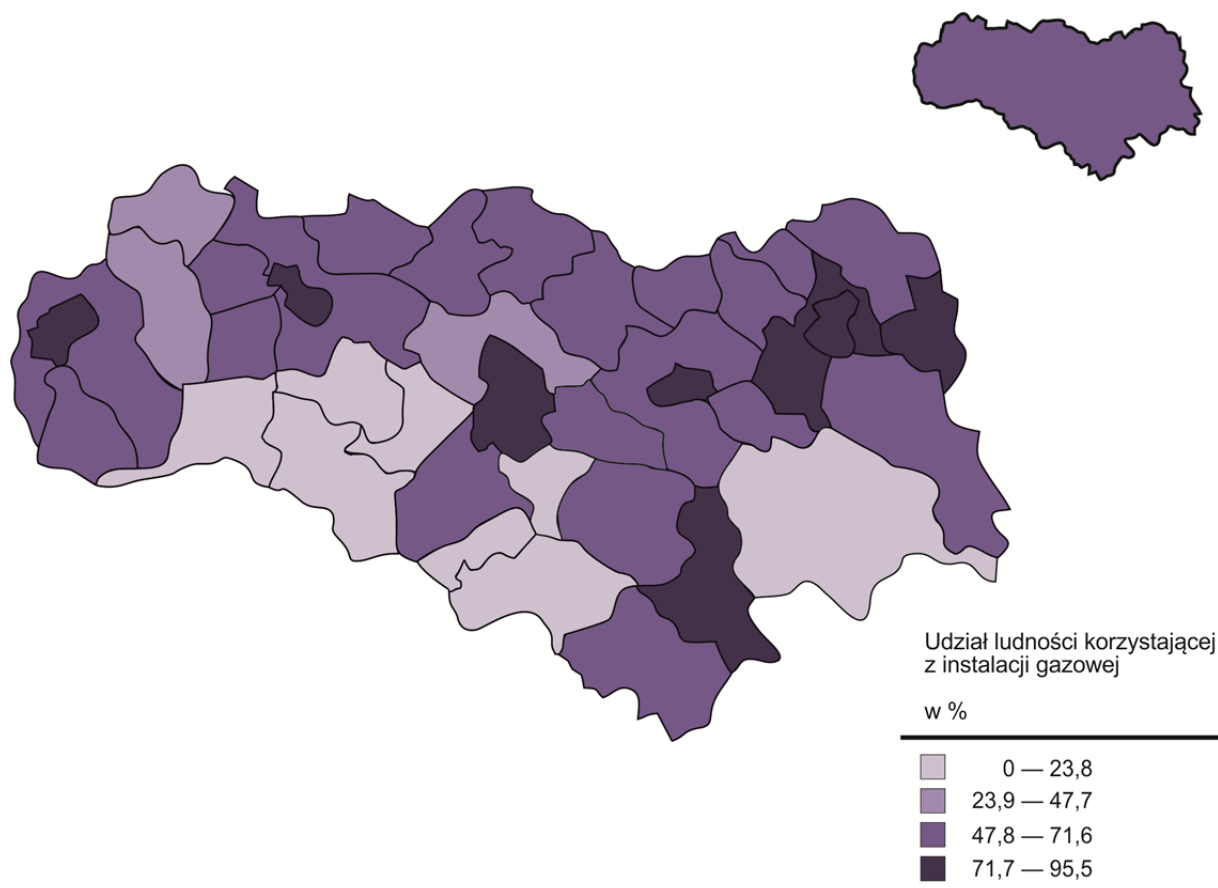 Udział ludności korzystającej
z instalacji gazowej
w %
0 — 23,8
23,9 — 47,7
47,8 — 71,6
71,7 — 95,5